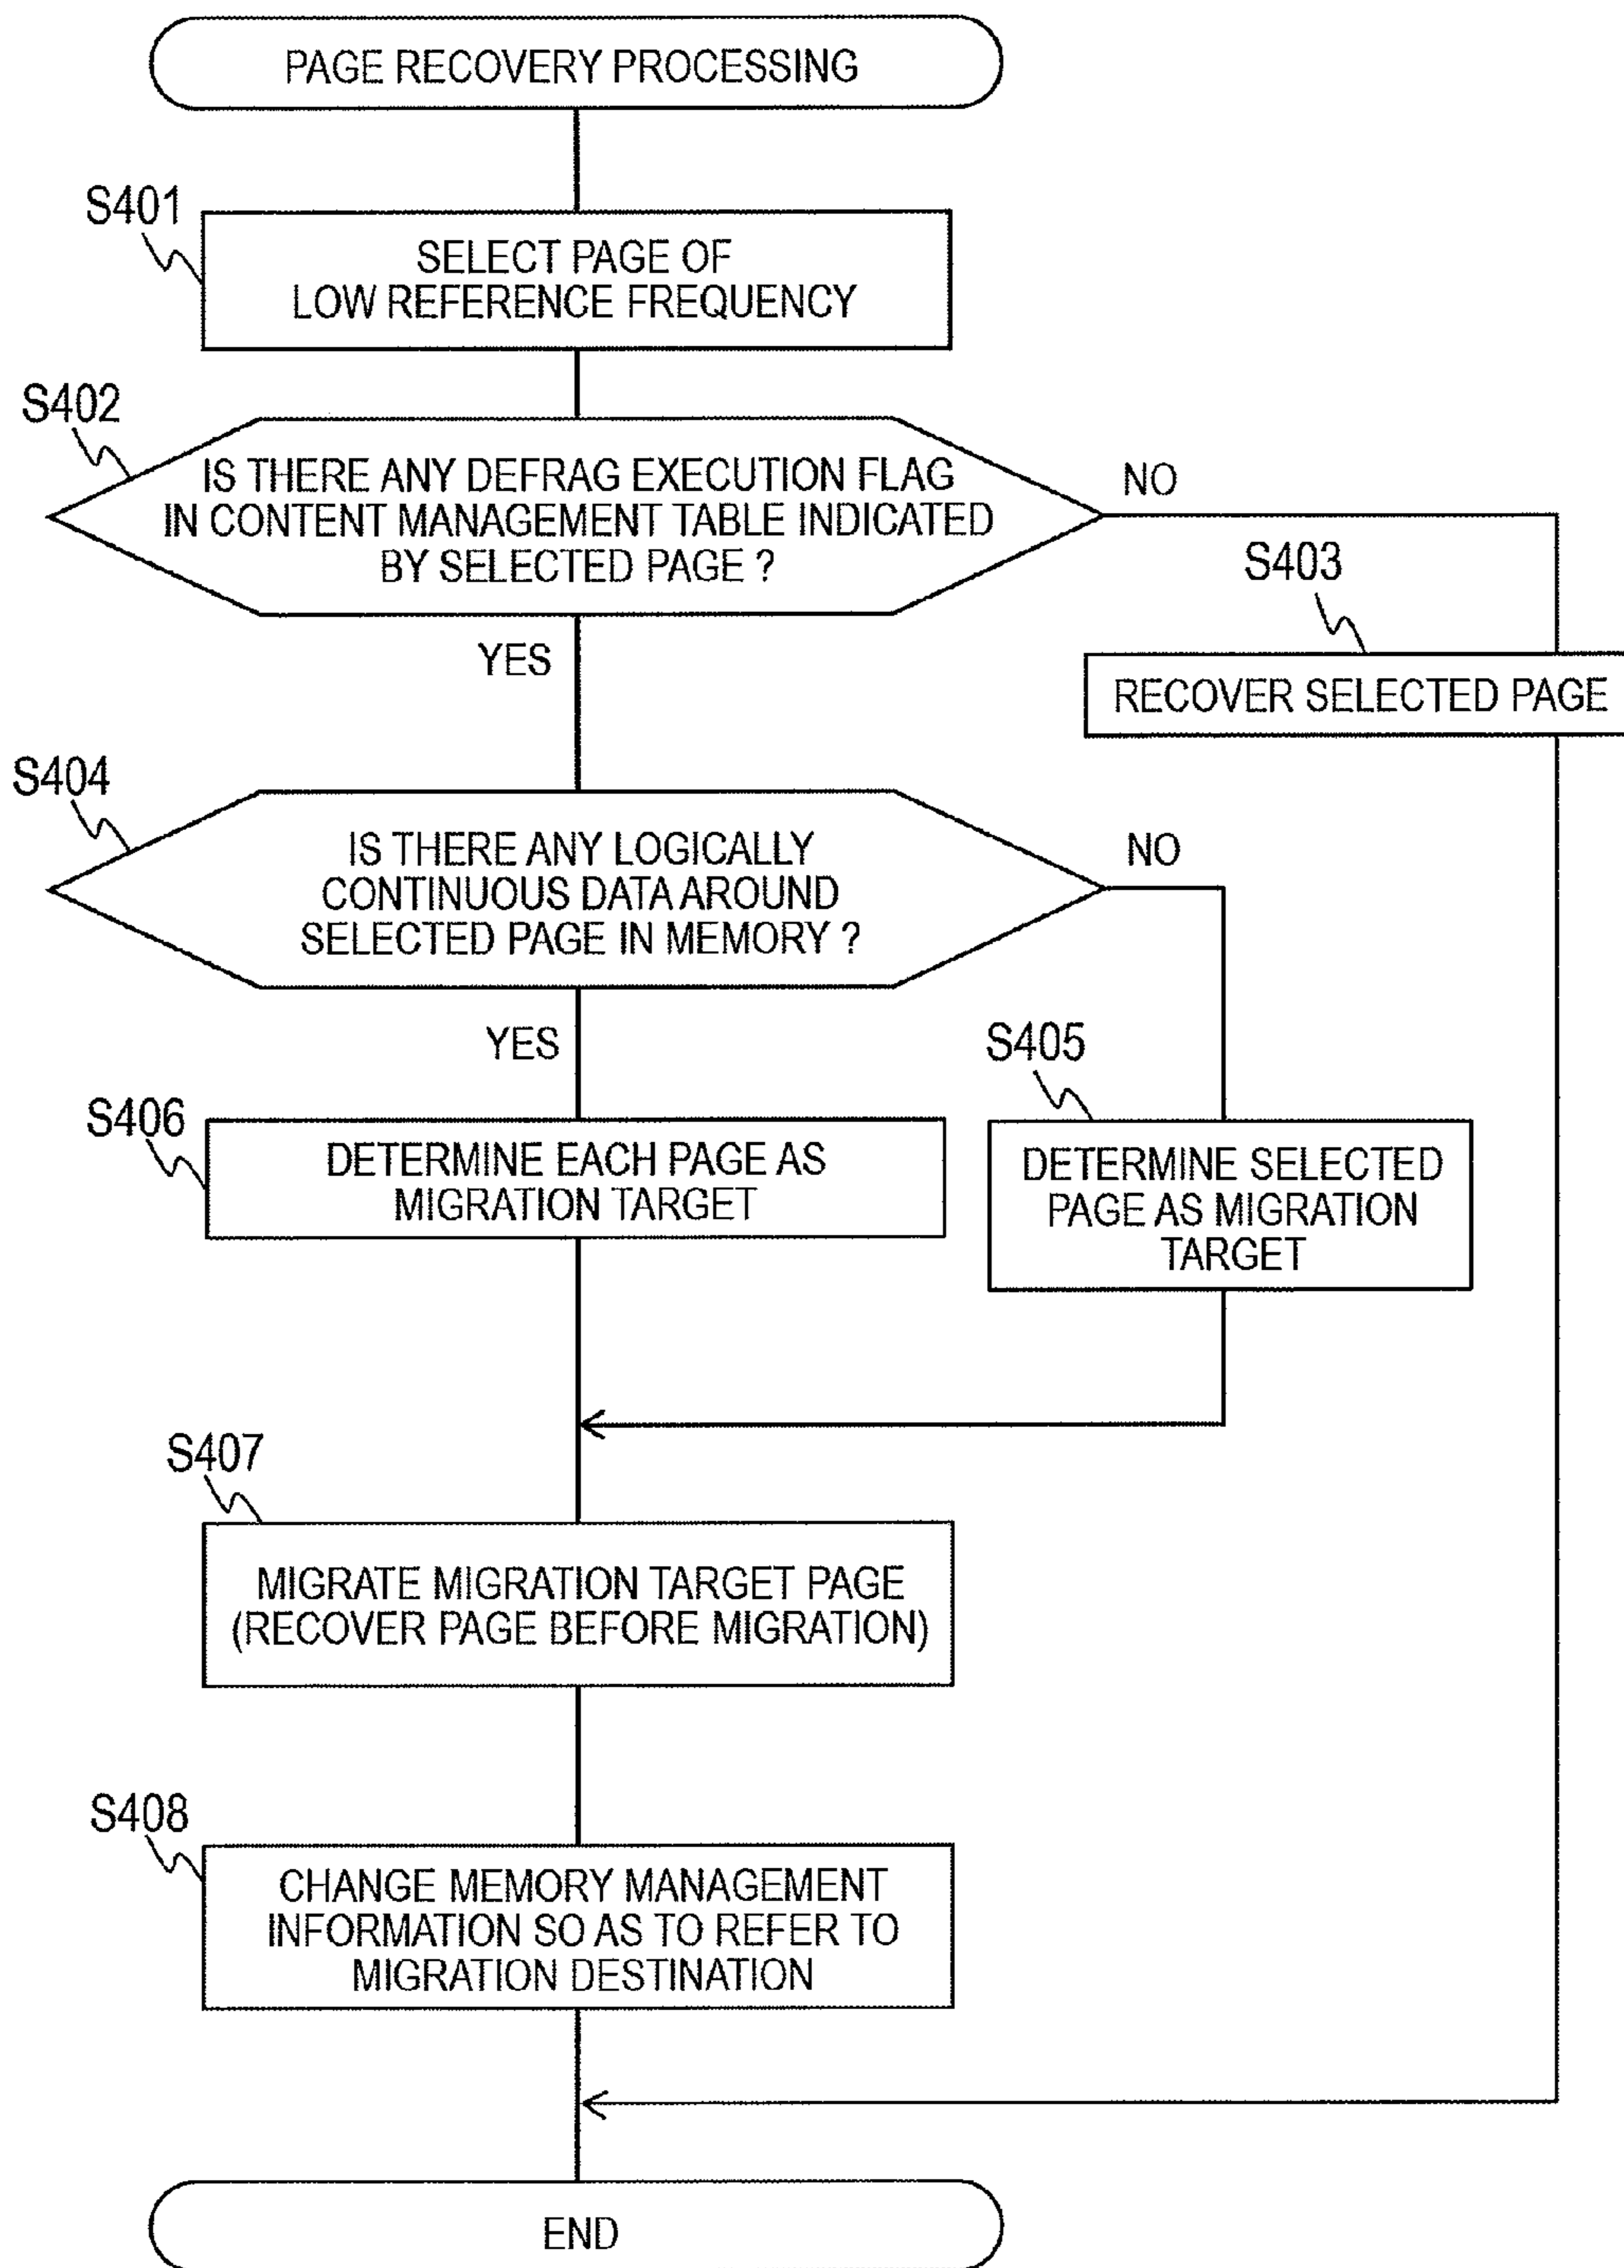 PAGE RECOVERY PROCESSING
S401
SELECT PAGE OF
LOW REFERENCE FREQUENCY
S402
IS THERE ANY DEFRAG EXECUTION FLAG
IN CONTENT MANAGEMENT TABLE INDICATED
BY SELECTED PAGE ?
NO
YES
S403
RECOVER SELECTED PAGE
S404
IS THERE ANY LOGICALLY
CONTINUOUS DATA AROUND
SELECTED PAGE IN MEMORY ?
NO
YES
S405
DETERMINE SELECTED
PAGE AS MIGRATION
TARGET
S406
DETERMINE EACH PAGE AS
MIGRATION TARGET
S407
MIGRATE MIGRATION TARGET PAGE
(RECOVER PAGE BEFORE MIGRATION)
S408
CHANGE MEMORY MANAGEMENT
INFORMATION SO AS TO REFER TO
MIGRATION DESTINATION
END